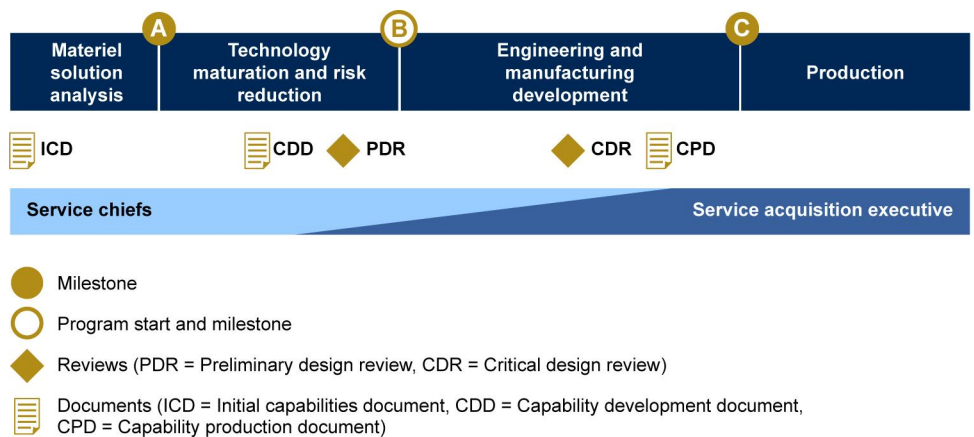 A
B
C
Materiel
solution
analysis
Technology
maturation and risk
reduction
Engineering and
manufacturing
development
Production
ICD
CDD
PDR
CDR
CPD
Service chiefs
Service acquisition executive
Milestone
Program start and milestone
Reviews (PDR = Preliminary design review, CDR = Critical design review)
Documents (ICD = Initial capabilities document, CDD = Capability development document,
CPD = Capability production document)